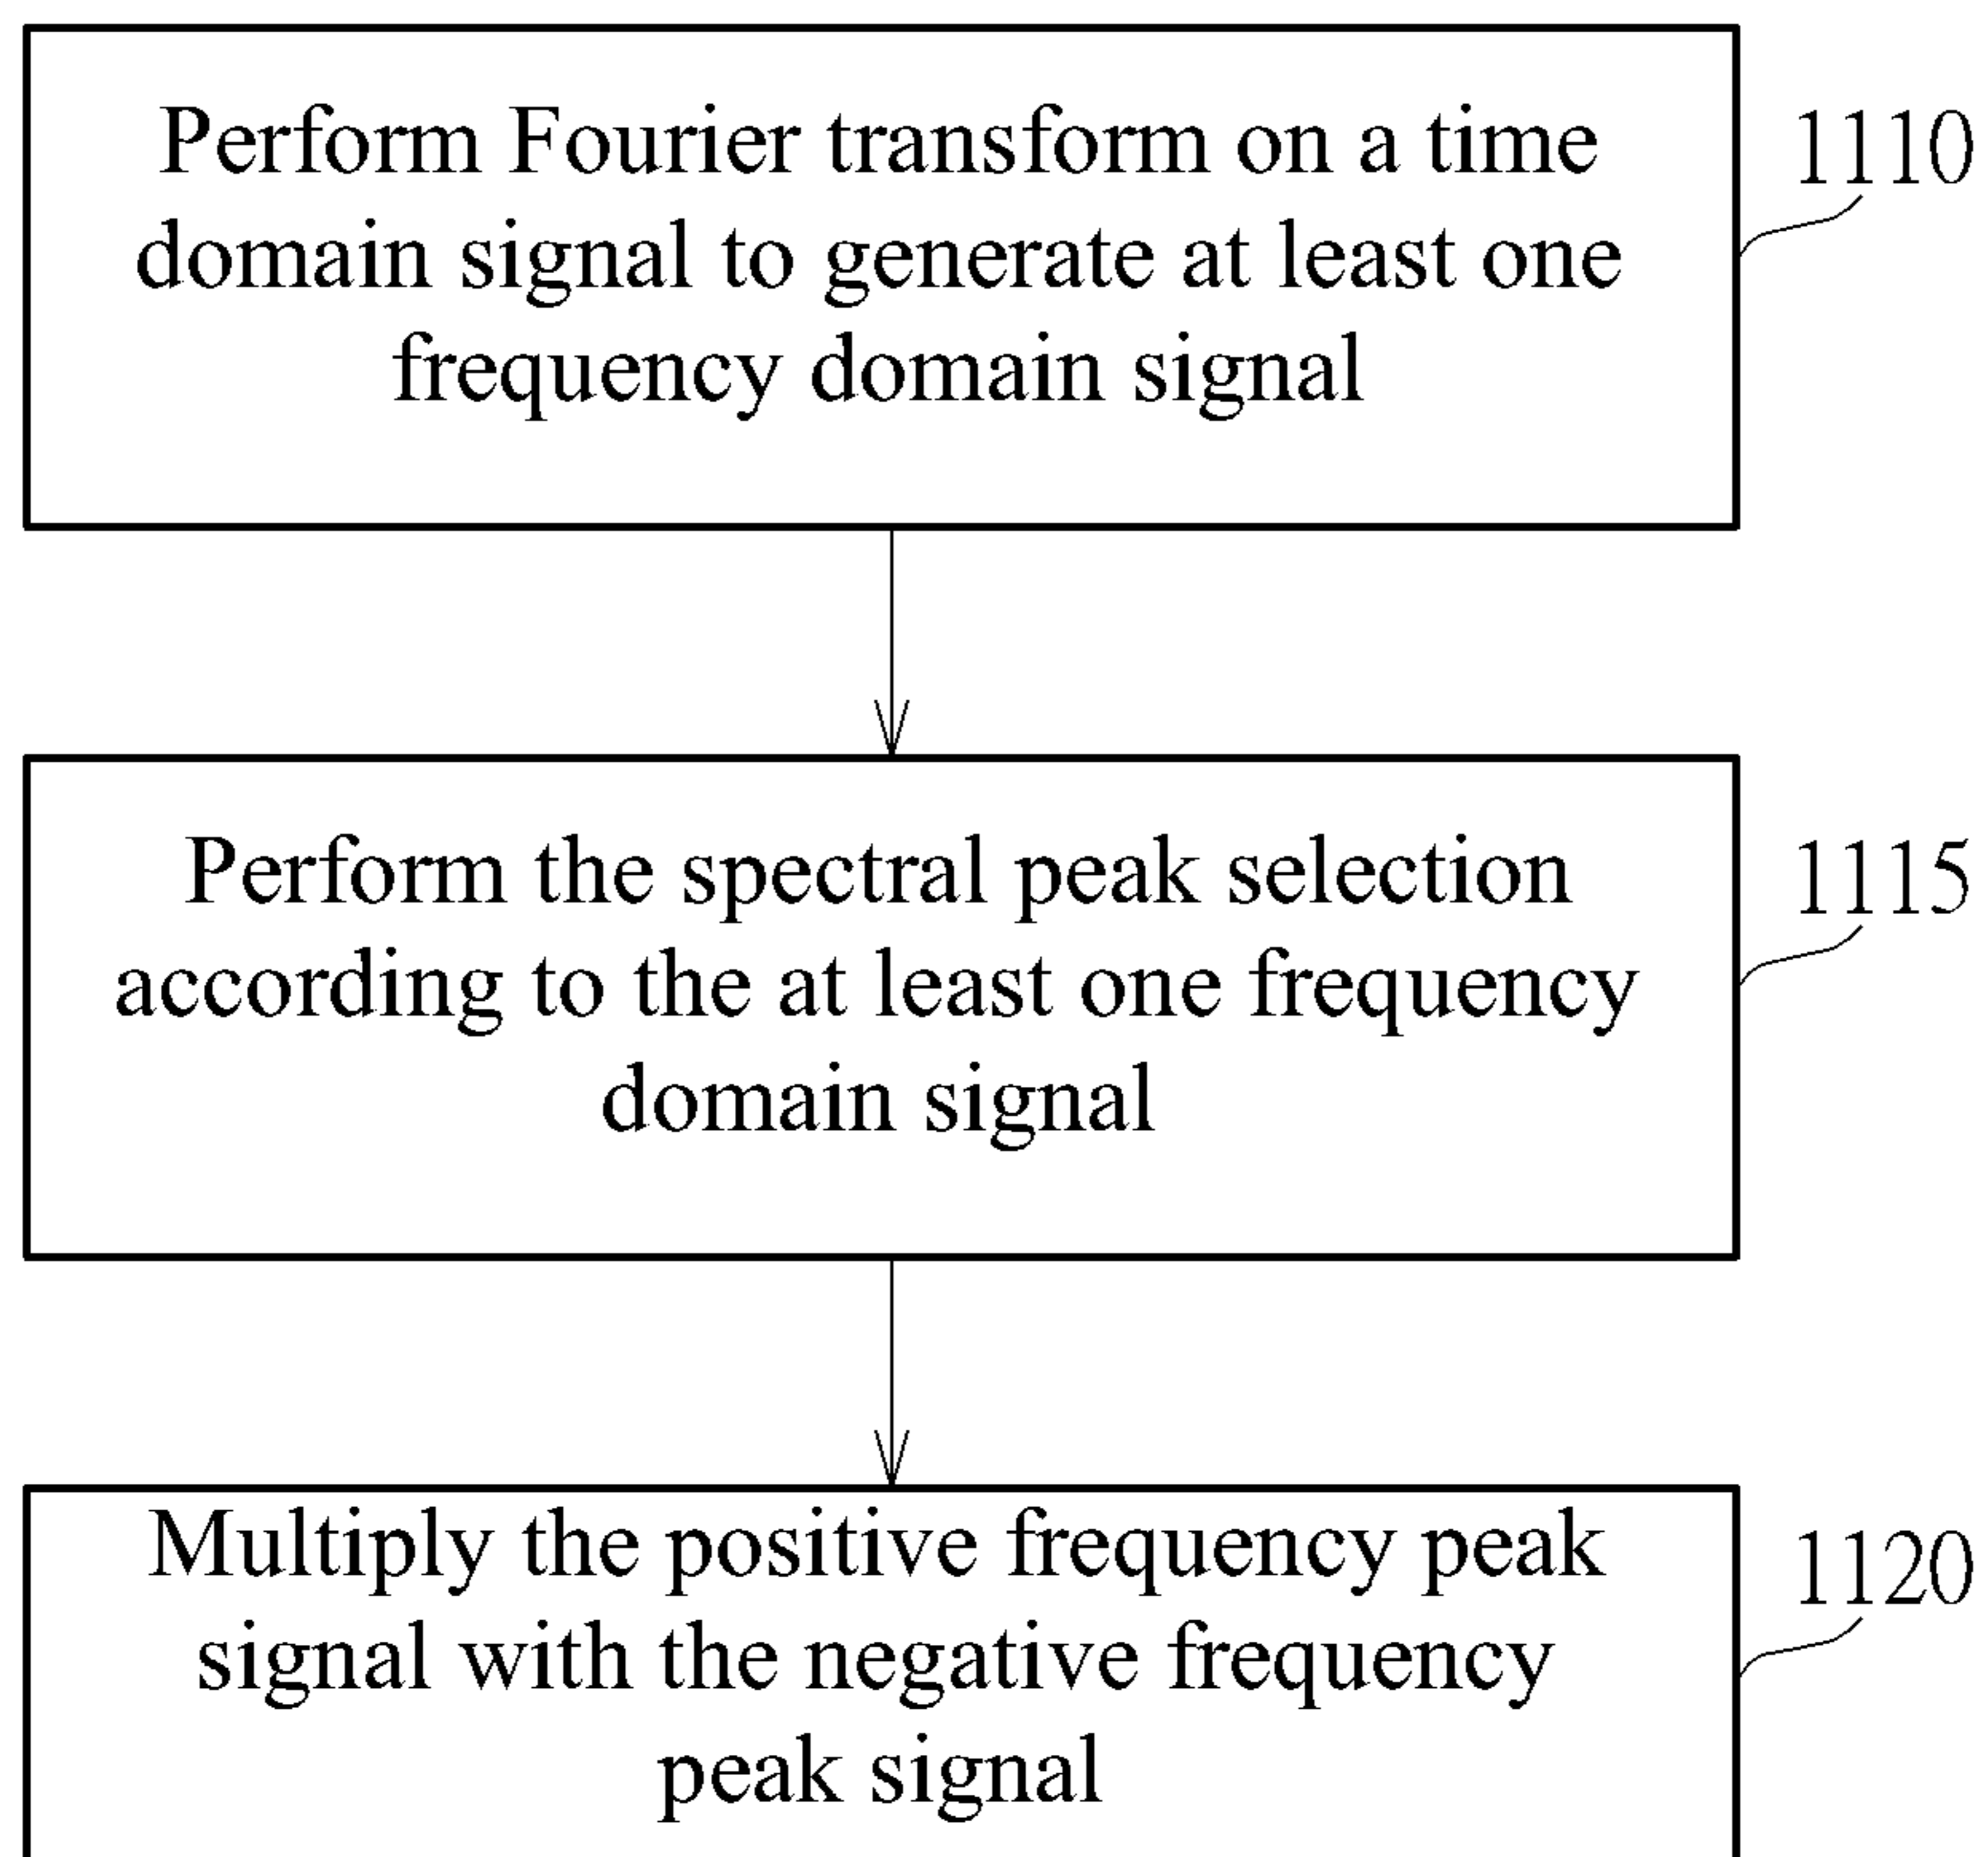 Perform Fourier transform on a time
domain signal to generate at least one
frequency domain signal
1110
Perform the spectral peak selection
according to the at least one frequency
domain signal
1115
Multiply the positive frequency peak
signal with the negative frequency
peak signal
1120